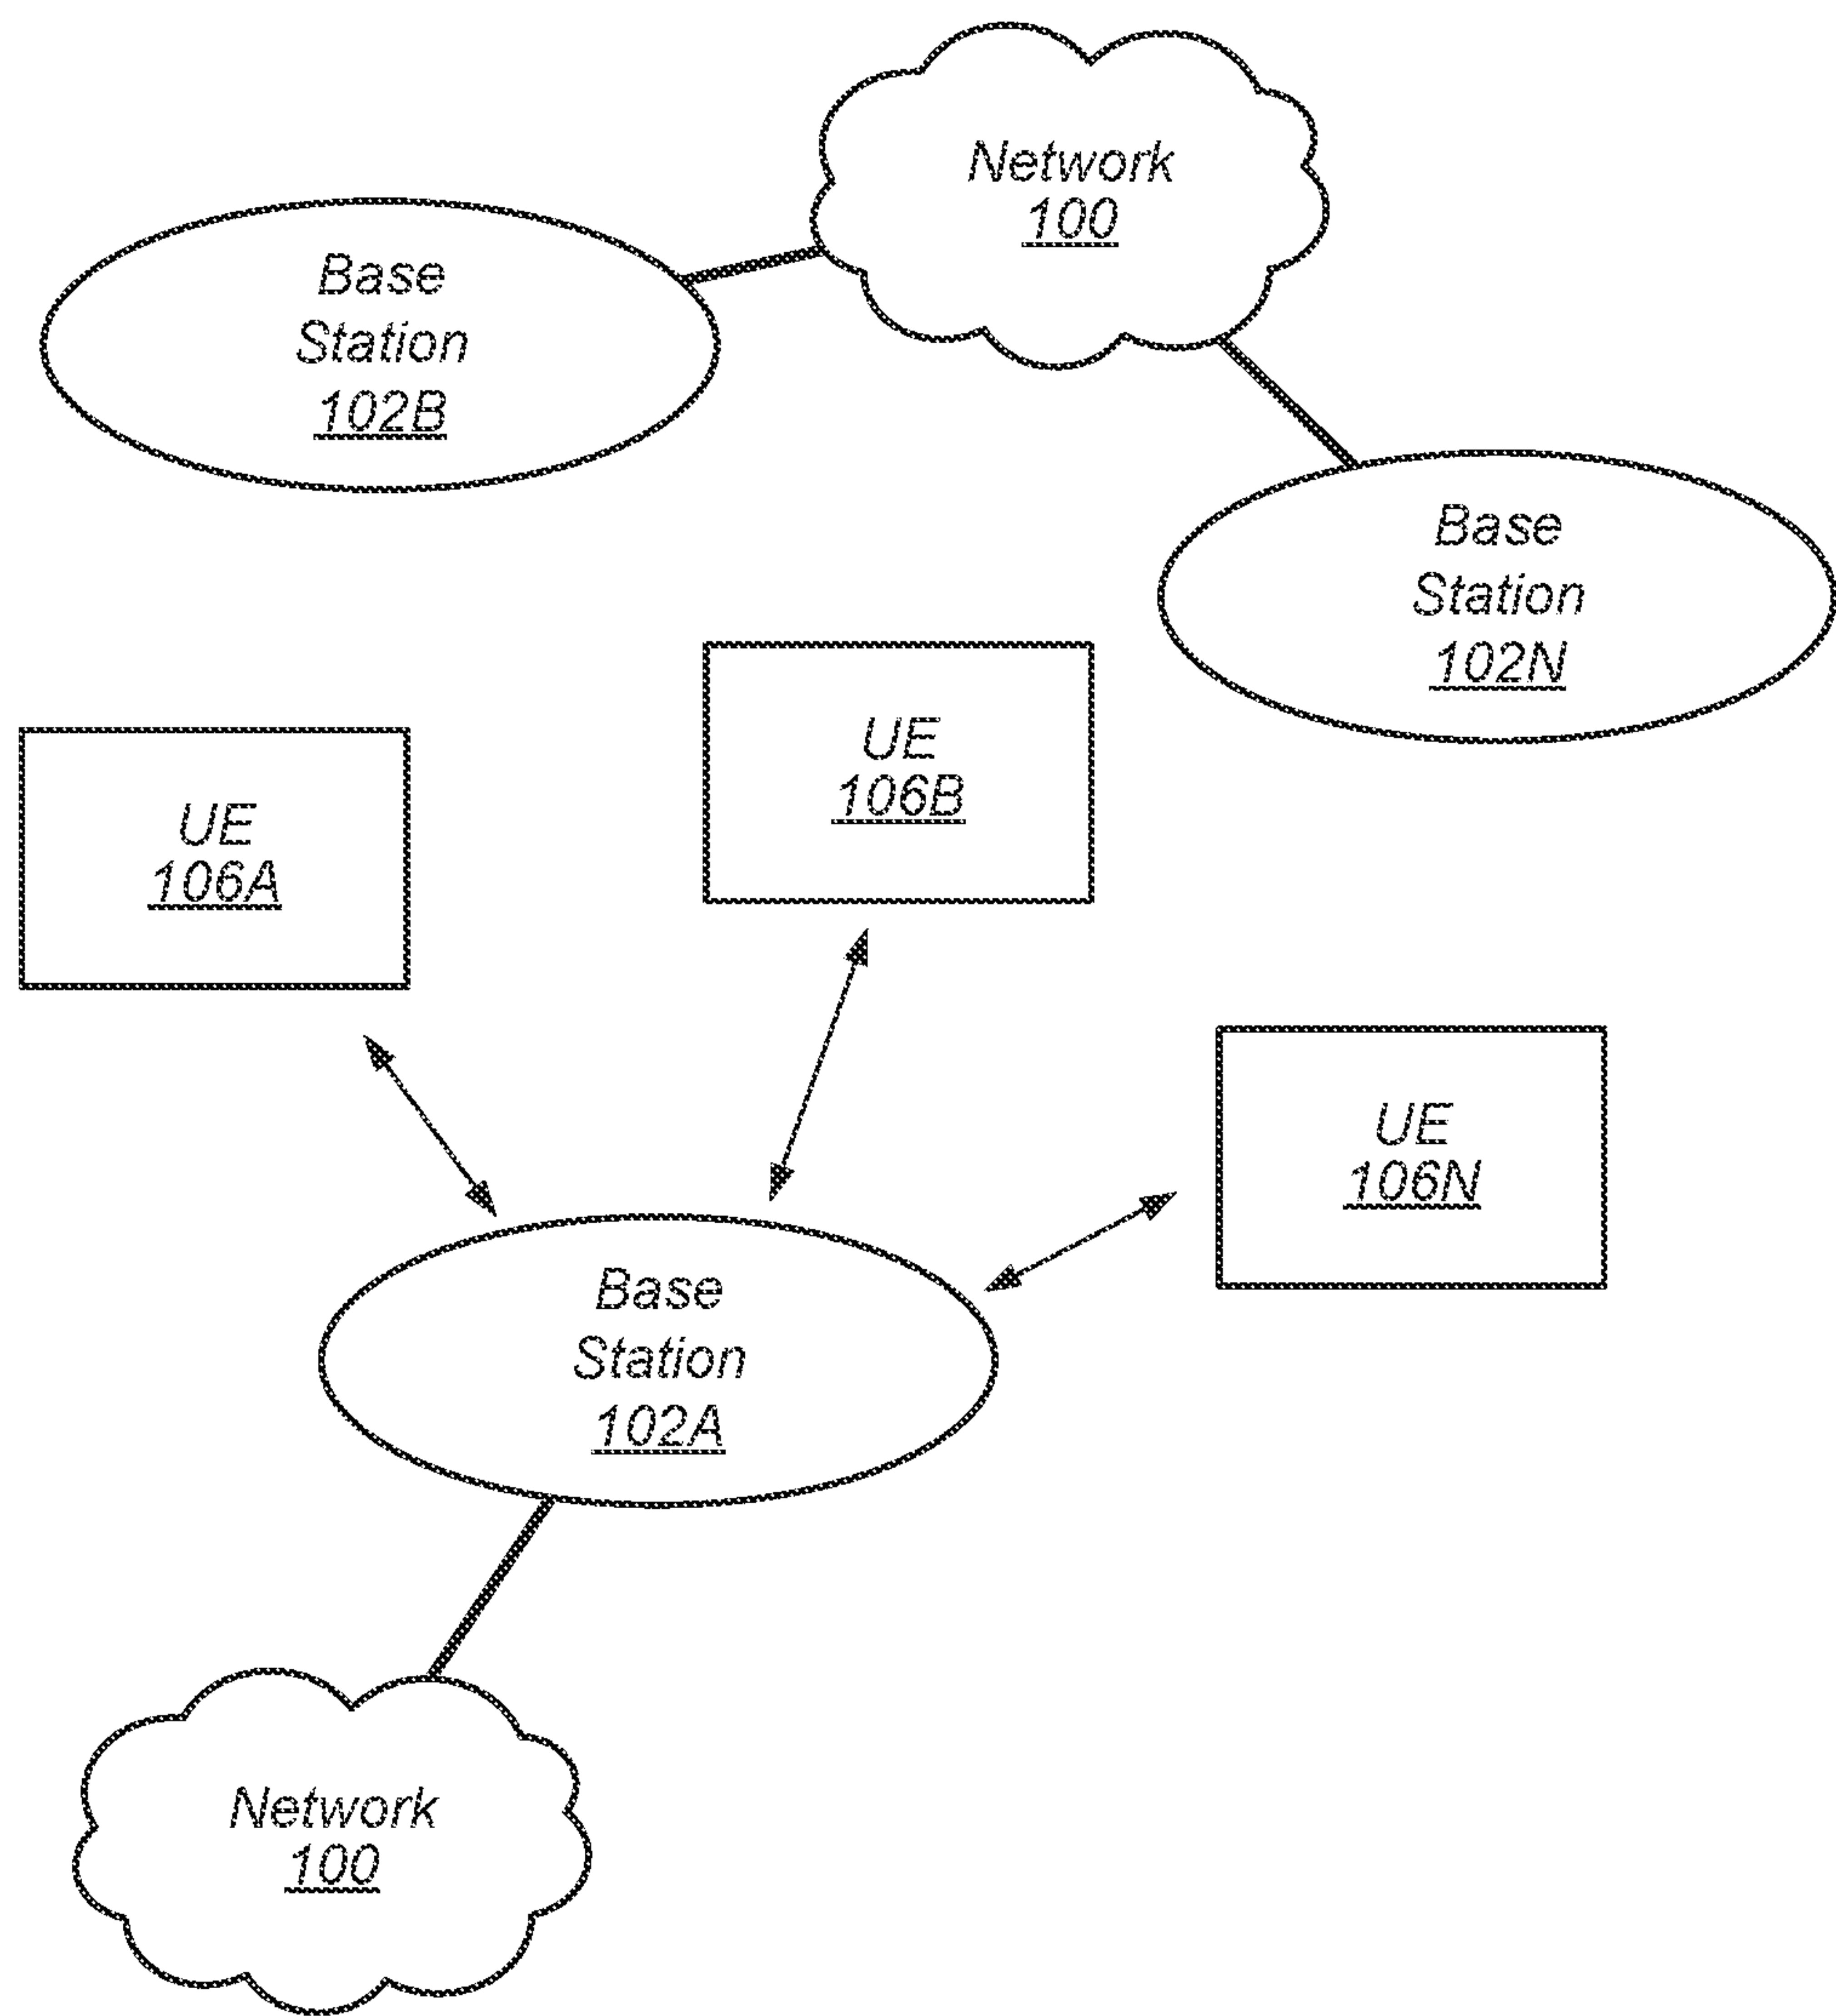 Network
100
Base
Station
102B
Base
Station
102N
UE
106B
UE
106A
UE
106N
Base
Station
102A
Network
100